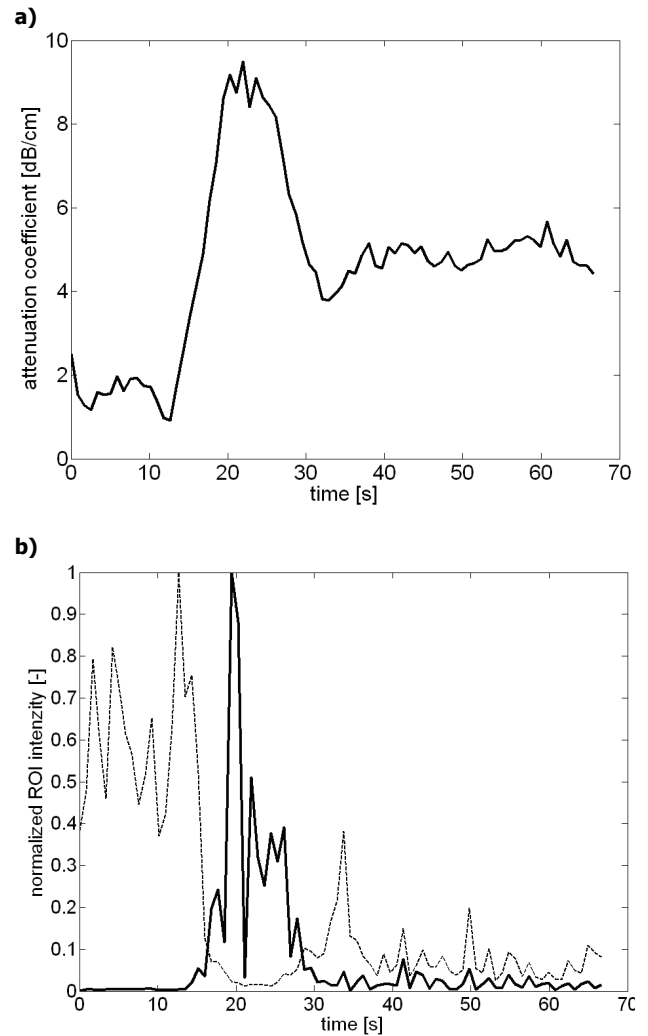 a)
10
8
6
4
2
0
attenuation coefficient [dB/cm]
0 10 20 30 40 50 60 70
time [s]
b)
1
0.9
0.8
0.7
0.6
0.5
0.4
0.3
0.2
0.1
0
normalized ROI intenzity [-]
0 10 20 30 40 50 60 70
time [s]